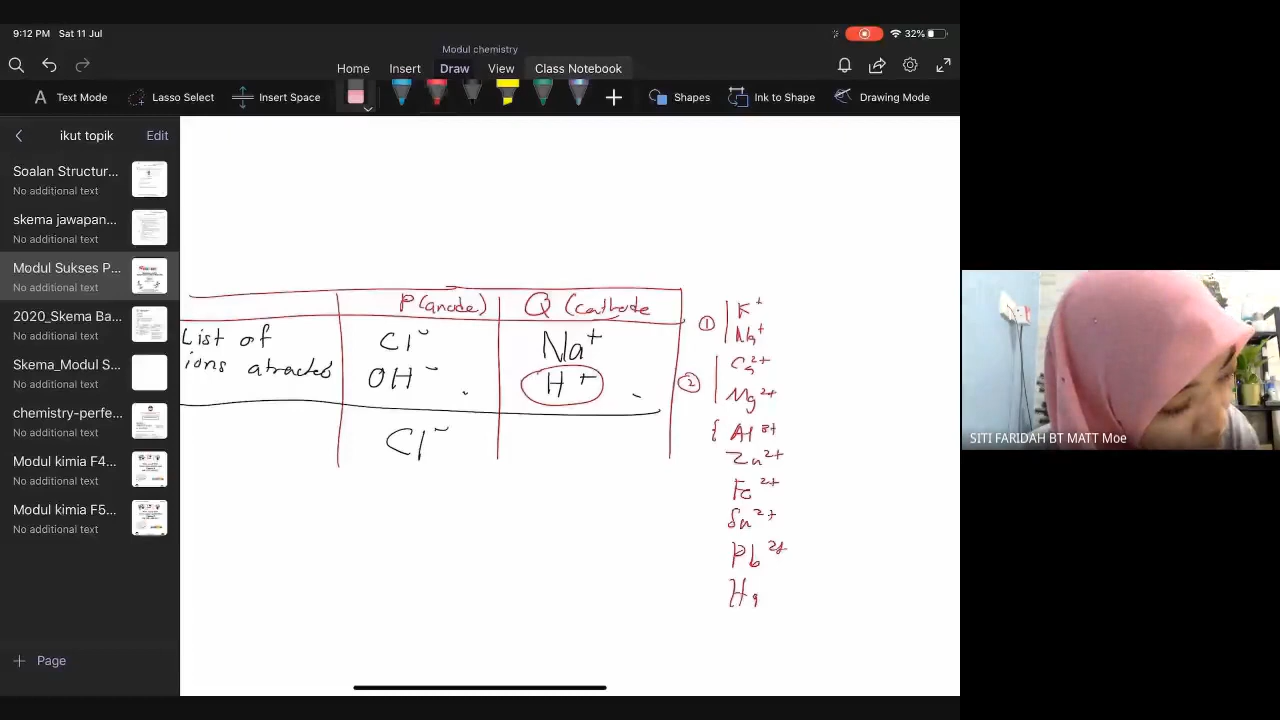 9:12 PM Sat 11 Jul
32%
Modul chemistry
Home Insert Draw View Class Notebook
Text Mode Lasso Select Insert Space Shapes Ink to Shape Drawing Mode
ikut topik Edit
Soalan Structur...
No additional text
skema jawapan...
No additional text
Modul Sukses P...
No additional text
2020_Skema Ba...
No additional text
Skema_Modul S...
No additional text
chemistry-perfe...
No additional text
Modul kimia F4...
No additional text
Modul kimia F5...
No additional text
Page
P(anode) Q (cathode
List of Cl⁻ Na⁺
ions atracted OH⁻ H⁺
Cl⁻
① K⁺
Na⁺
Ca²⁺
② Mg²⁺
Al³⁺
Zn²⁺
Fe²⁺
Sn²⁺
Pb²⁺
SITI FARIDAH BT MATT Moe